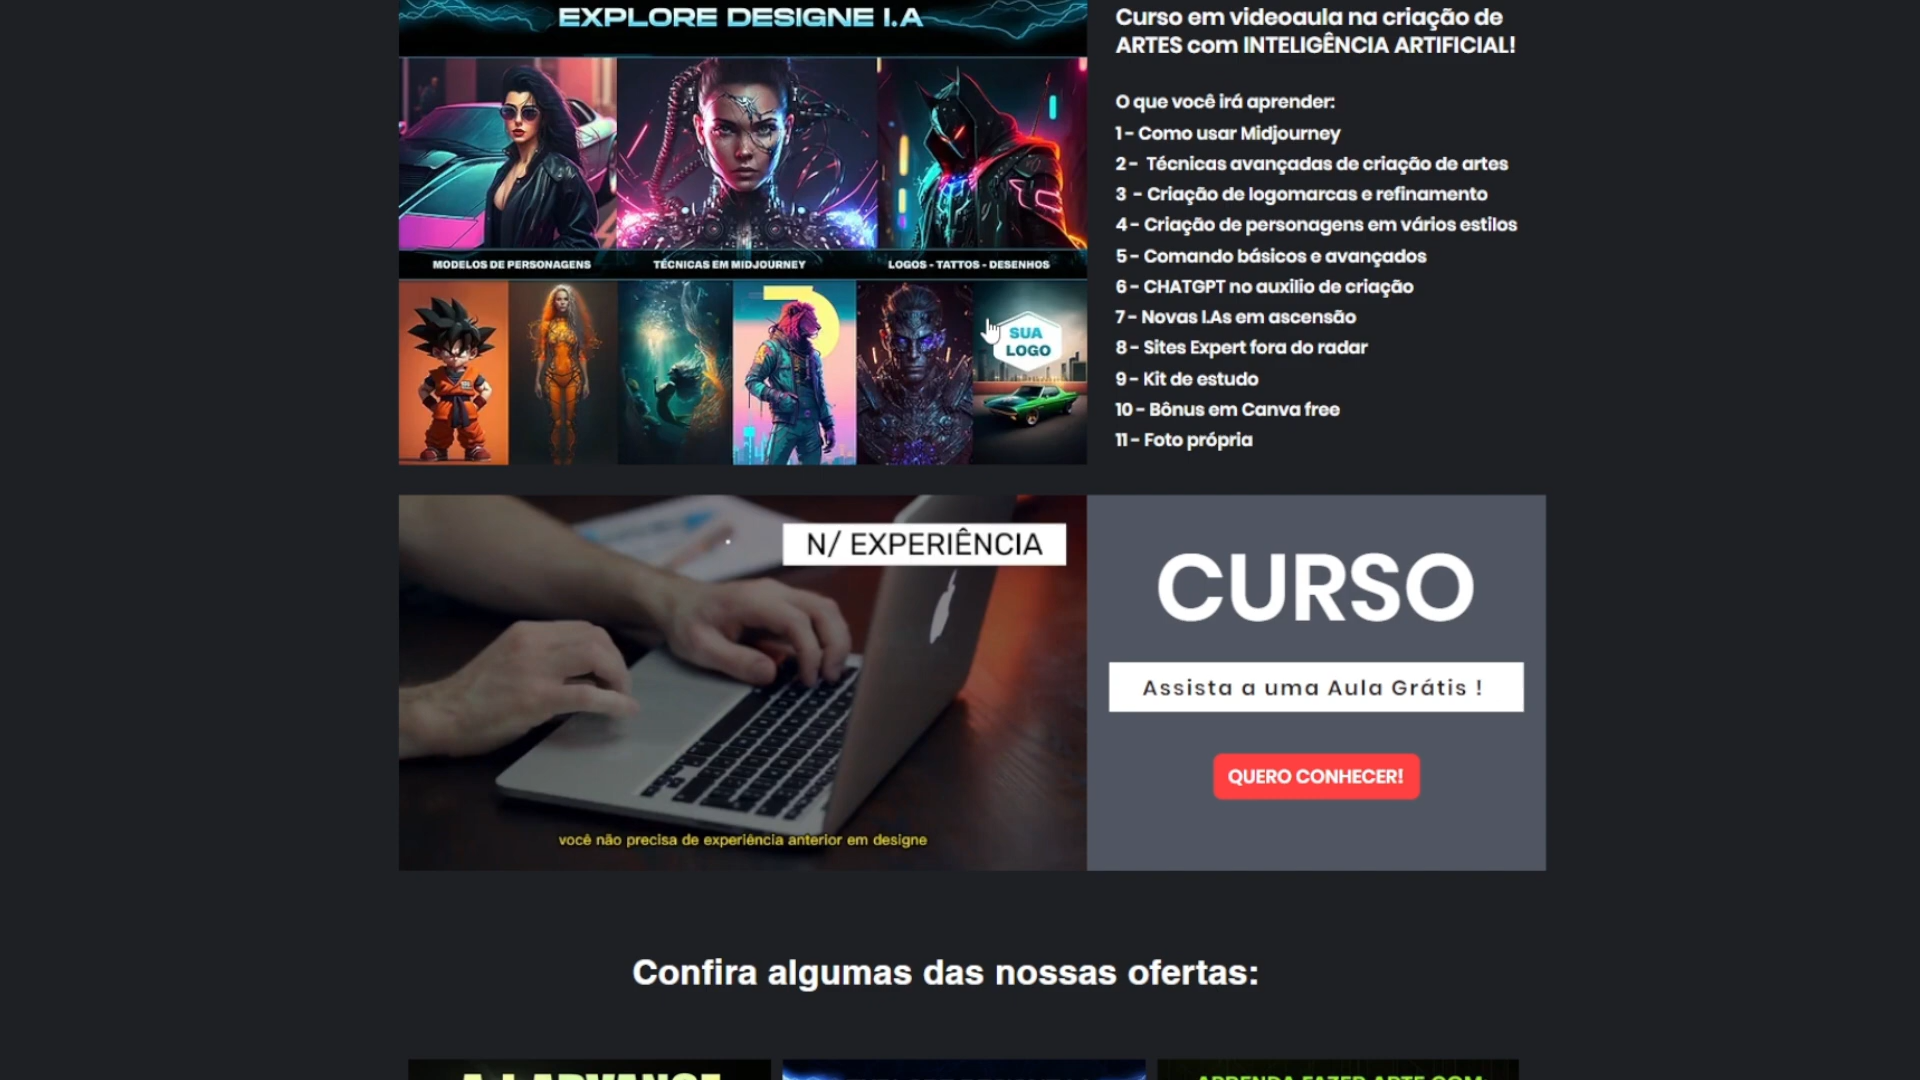 EXPLORE DESIGNE I.A
MODELOS DE PERSONAGENS
TÉCNICAS EM MIDJOURNEY
LOGOS - TATTOS - DESENHOS
SUA
LOGO
Curso em videoaula na criação de
ARTES com INTELIGÊNCIA ARTIFICIAL!
O que você irá aprender:
1 - Como usar Midjourney
2 - Técnicas avançadas de criação de artes
3 - Criação de logomarcas e refinamento
4 - Criação de personagens em vários estilos
5 - Comando básicos e avançados
6 - CHATGPT no auxilio de criação
7 - Novas I.As em ascensão
8 - Sites Expert fora do radar
9 - Kit de estudo
10 - Bônus em Canva free
11 - Foto própria
N/ EXPERIÊNCIA
você não precisa de experiência anterior em designe
CURSO
Assista a uma Aula Grátis !
QUERO CONHECER!
Confira algumas das nossas ofertas:
APRENDA FAZER ARTE COM